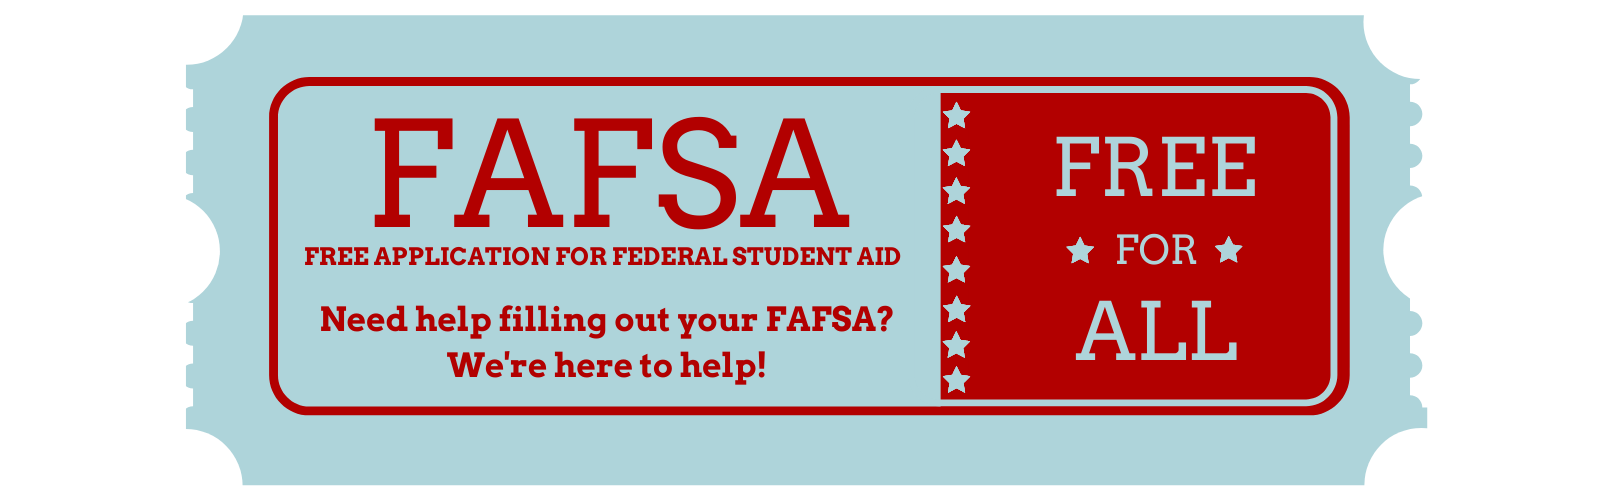 FAFSA
FREE APPLICATION FOR FEDERAL STUDENT AID
Need help filling out your FAFSA?
We're here to help!
FREE
FOR
ALL